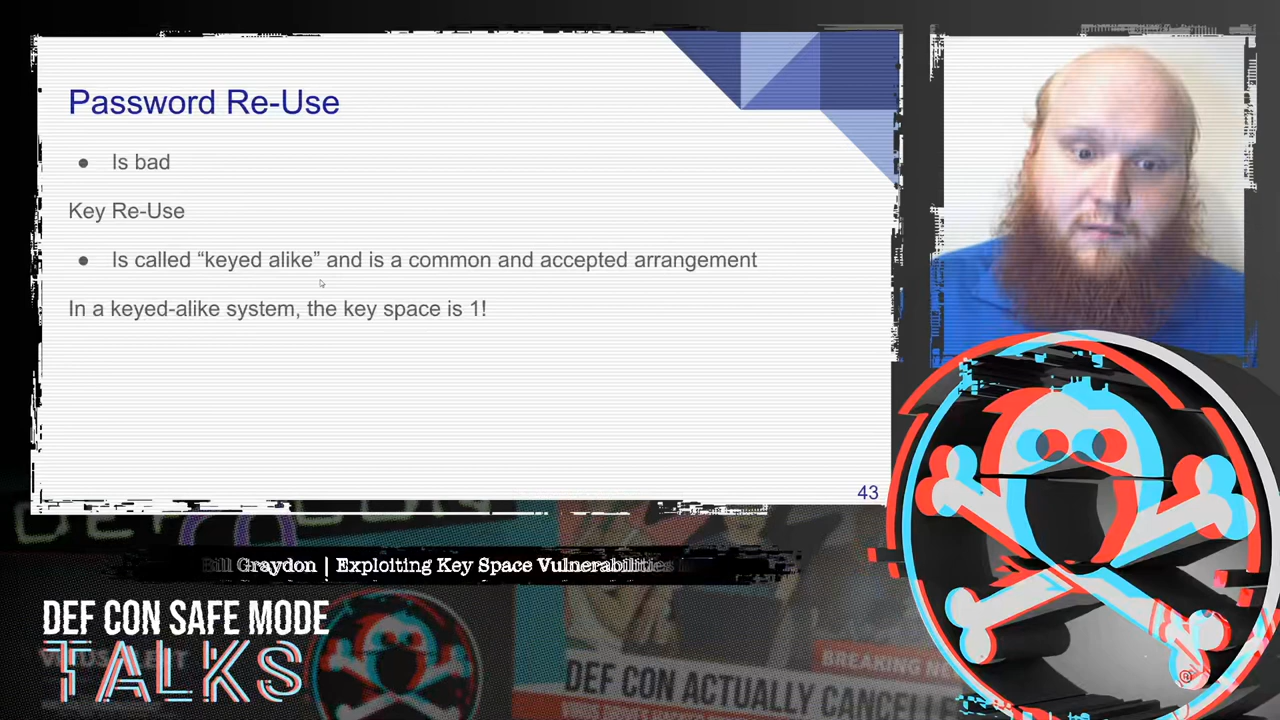 Password Re-Use
● Is bad
Key Re-Use
● Is called “keyed alike” and is a common and accepted arrangement
In a keyed-alike system, the key space is 1!
43
DEF CON
Bill Graydon | Exploiting Key Space Vulnerabilities
DEF CON SAFE MODE
TALKS
BREAKING
DEF CON ACTUALLY
®